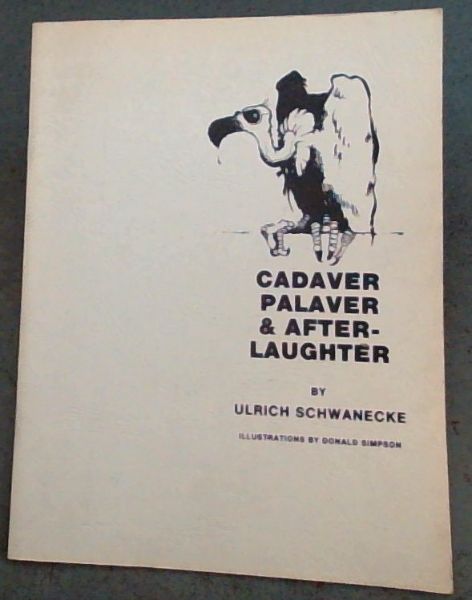 CADAVER
PALAVER
& AFTER-
LAUGHTER
BY
ULRICH SCHWANECKE
ILLUSTRATIONS BY DONALD SIMPSON